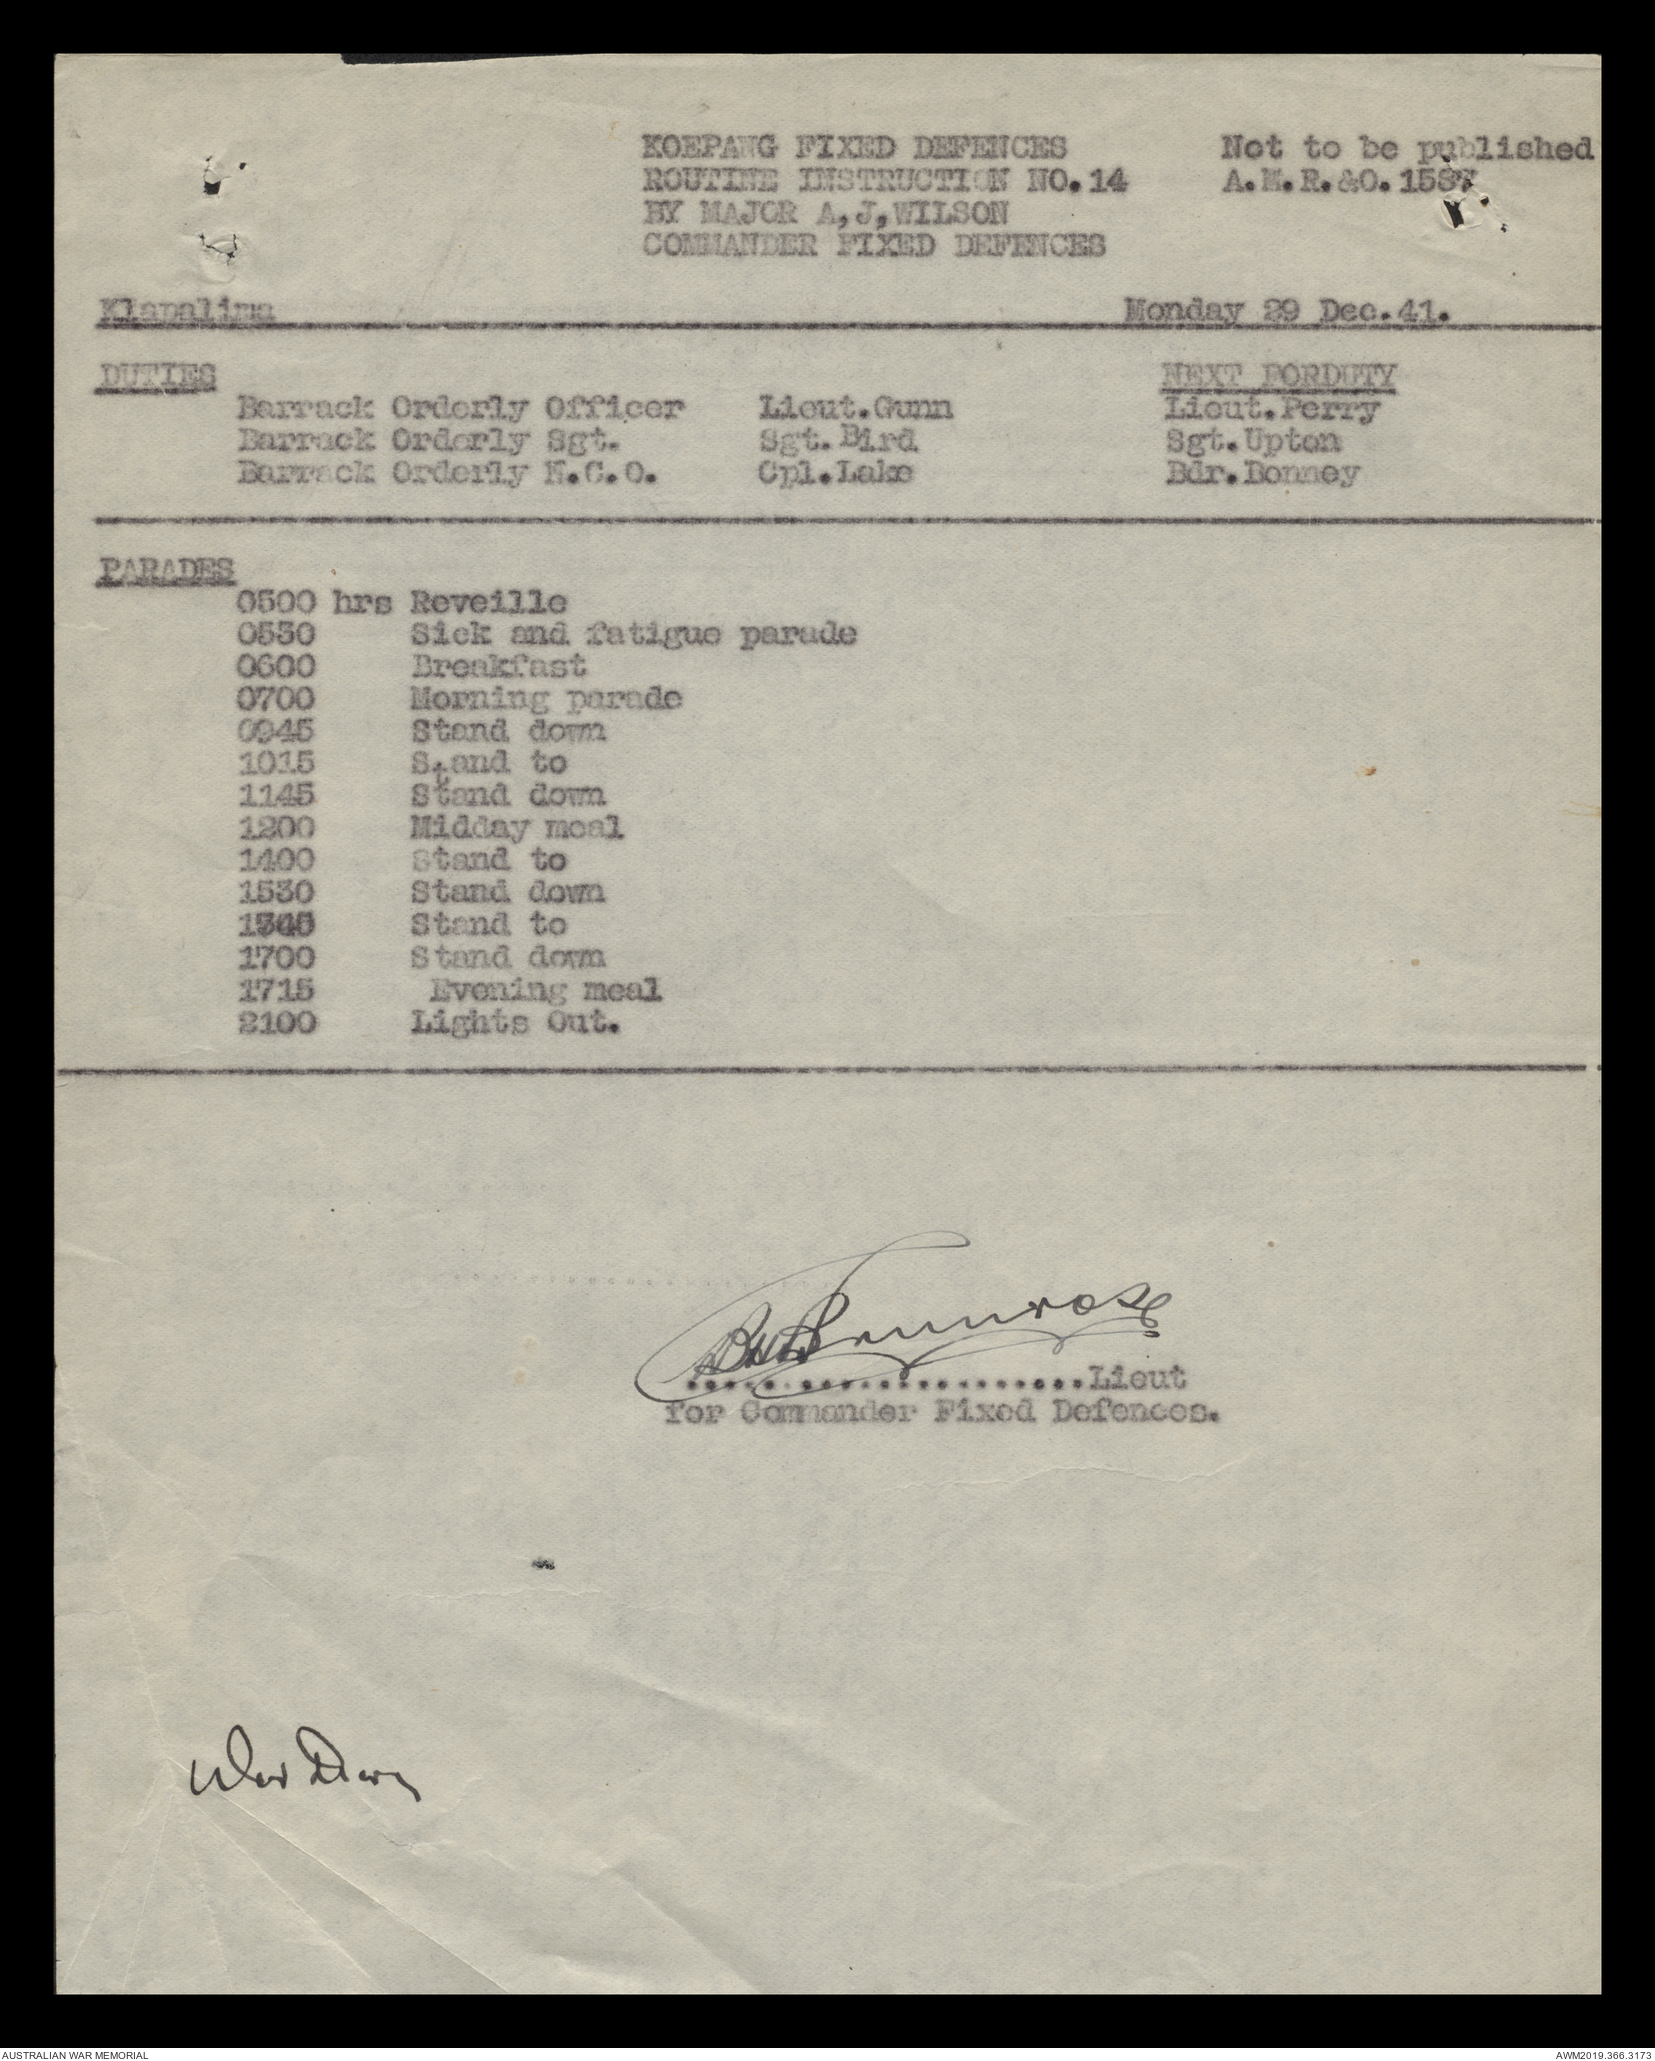 KOEPANG FIXED DEFENCES Not to be published
ROUTINE INSTRUCTION NO.14 A.M.R.&O.1587
BY MAJOR A,J,WILSON
COMMANDER FIXED DEFENCES
Klapalima Monday 29 Dec.41.
DUTIES NEXT FORDUTY
Barrack Orderly Officer Lieut.Gunn Lieut.Perry
Barrack Orderly Sgt. Sgt.Bird Sgt.Upton
Barrack Orderly N.C.O. Cpl.Lake Bdr.Bonney
PARADES
0500 hrs Reveille
0530 Sick and fatigue parade
0600 Breakfast
0700 Morning parade
0945 Stand down
1015 Stand to
1145 Stand down
1200 Midday meal
1400 Stand to
1530 Stand down
Stand to
1700 Stand down
1715 Evening meal
2100 Lights Out.
Primrose
......................Lieut
for Commander Fixed Defences.
War Diary
AUSTRALIAN WAR MEMORIAL AWM2019.366.3173